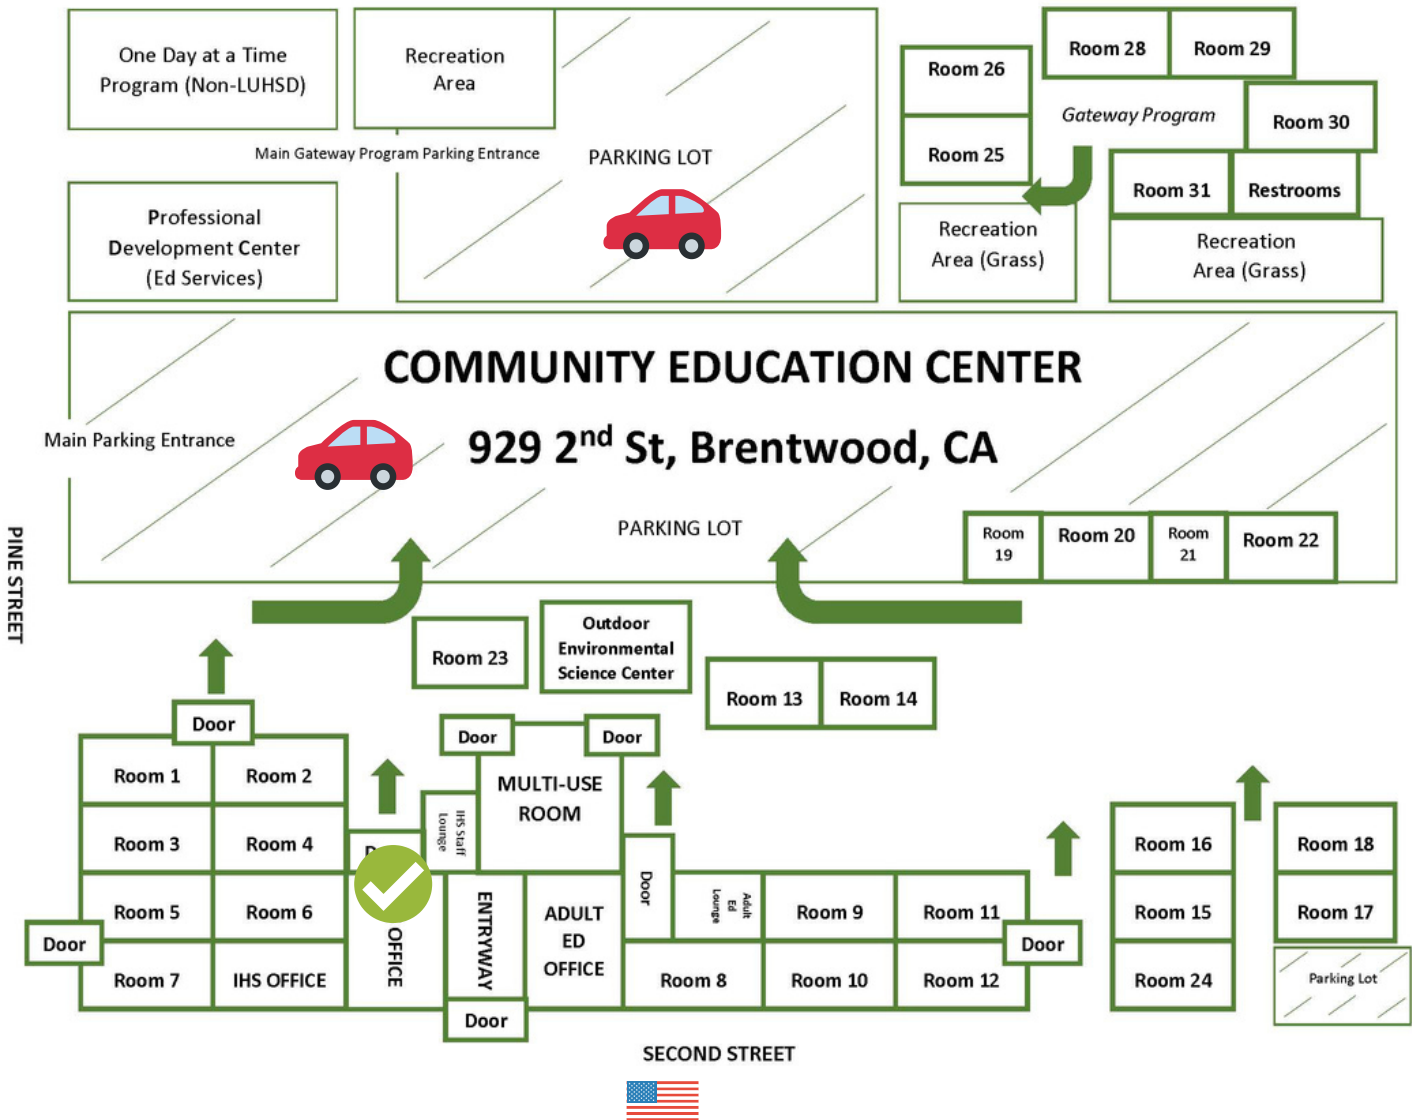 One Day at a Time
Program (Non-LUHSD)
Recreation
Area
Main Gateway Program Parking Entrance
PARKING LOT
Professional
Development Center
(Ed Services)
Room 26
Room 25
Room 28
Room 29
Gateway Program
Room 30
Room 31
Restrooms
Recreation
Area (Grass)
Recreation
Area (Grass)
COMMUNITY EDUCATION CENTER
929 2nd St, Brentwood, CA
Main Parking Entrance
PARKING LOT
Room
19
Room 20
Room
21
Room 22
PINE STREET
Room 23
Outdoor
Environmental
Science Center
Room 13
Room 14
Door
Room 1
Room 2
Room 3
Room 4
Room 5
Room 6
Door
Room 7
IHS OFFICE
OFFICE
IHS Staff
Lounge
Door
Door
MULTI-USE
ROOM
ENTRYWAY
Door
ADULT
ED
OFFICE
Door
Adult
Ed
Lounge
Room 9
Room 11
Room 8
Room 10
Room 12
Door
Room 16
Room 15
Room 24
Room 18
Room 17
Parking Lot
SECOND STREET